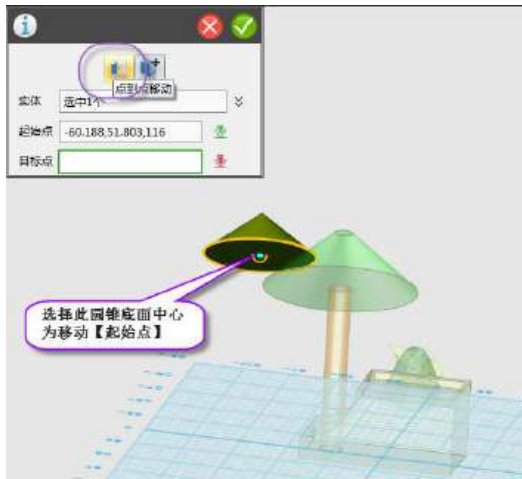 点到点移动
实体 选中1个
起始点 -60.188,51.803,116
目标点
选择此圆锥底面中心
为移动【起始点】